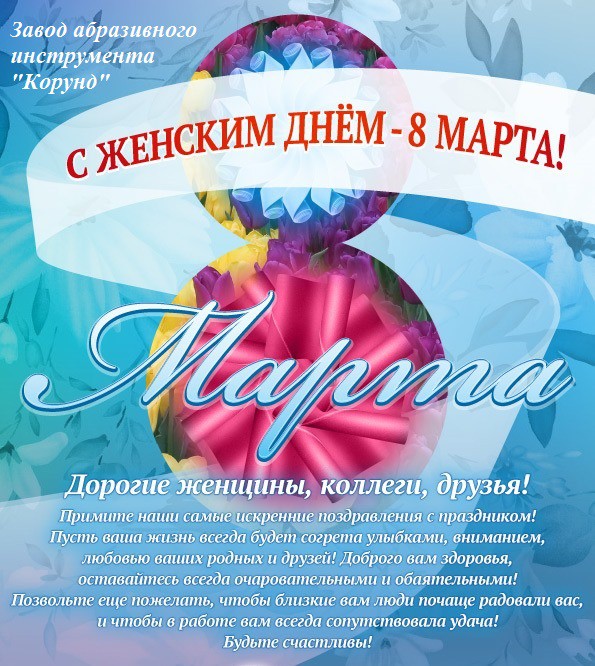 Завод абразивного
инструмента
"Корунд"
С ЖЕНСКИМ ДНЁМ - 8 МАРТА!
Марта
Дорогие женщины, коллеги, друзья!
Примите наши самые искренние поздравления с праздником!
Пусть ваша жизнь всегда будет согрета улыбками, вниманием,
любовью ваших родных и друзей! Доброго вам здоровья,
оставайтесь всегда очаровательными и обаятельными!
Позвольте еще пожелать, чтобы близкие вам люди почаще радовали вас,
и чтобы в работе вам всегда сопутствовала удача!
Будьте счастливы!